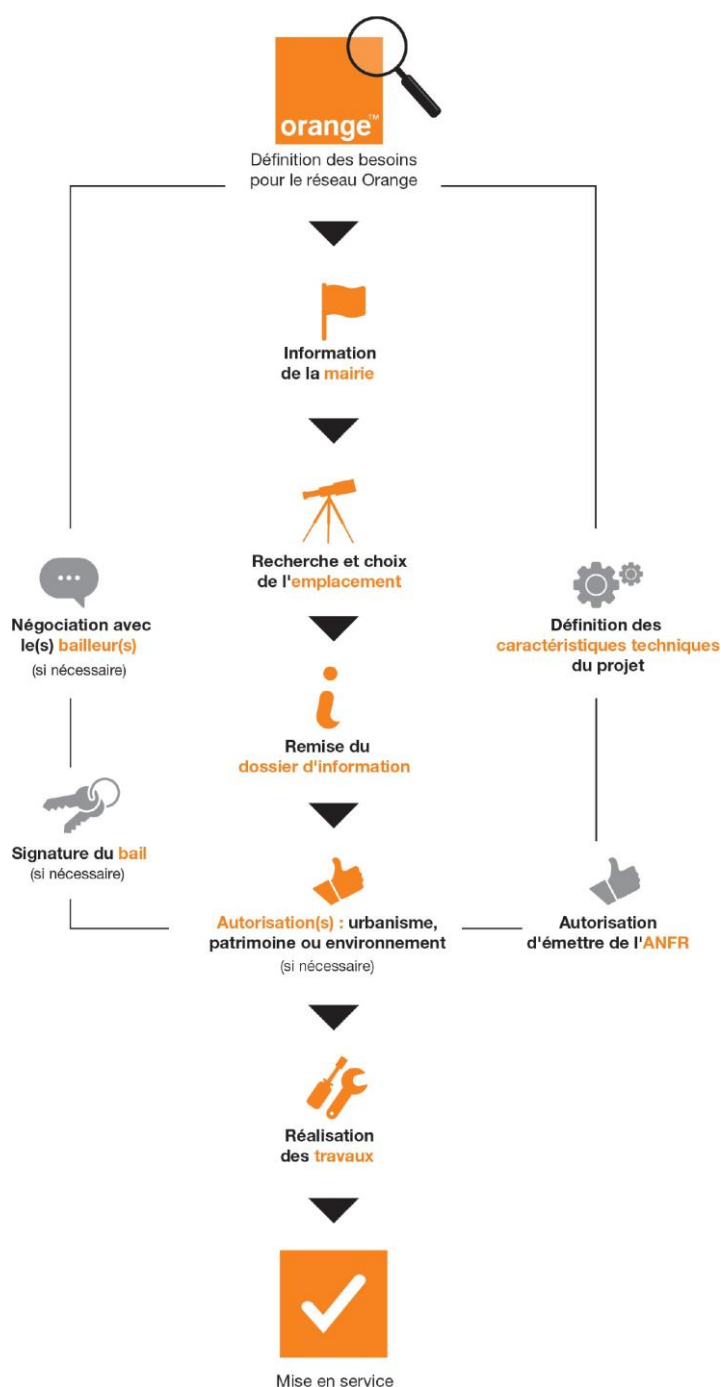 orange™
Définition des besoins
pour le réseau Orange
Information
de la mairie
Recherche et choix
de l'emplacement
Négociation avec
le(s) bailleur(s)
(si nécessaire)
Définition des
caractéristiques techniques
du projet
Remise du
dossier d'information
Signature du bail
(si nécessaire)
Autorisation(s) : urbanisme,
patrimoine ou environnement
(si nécessaire)
Autorisation
d'émettre de l'ANFR
Réalisation
des travaux
Mise en service